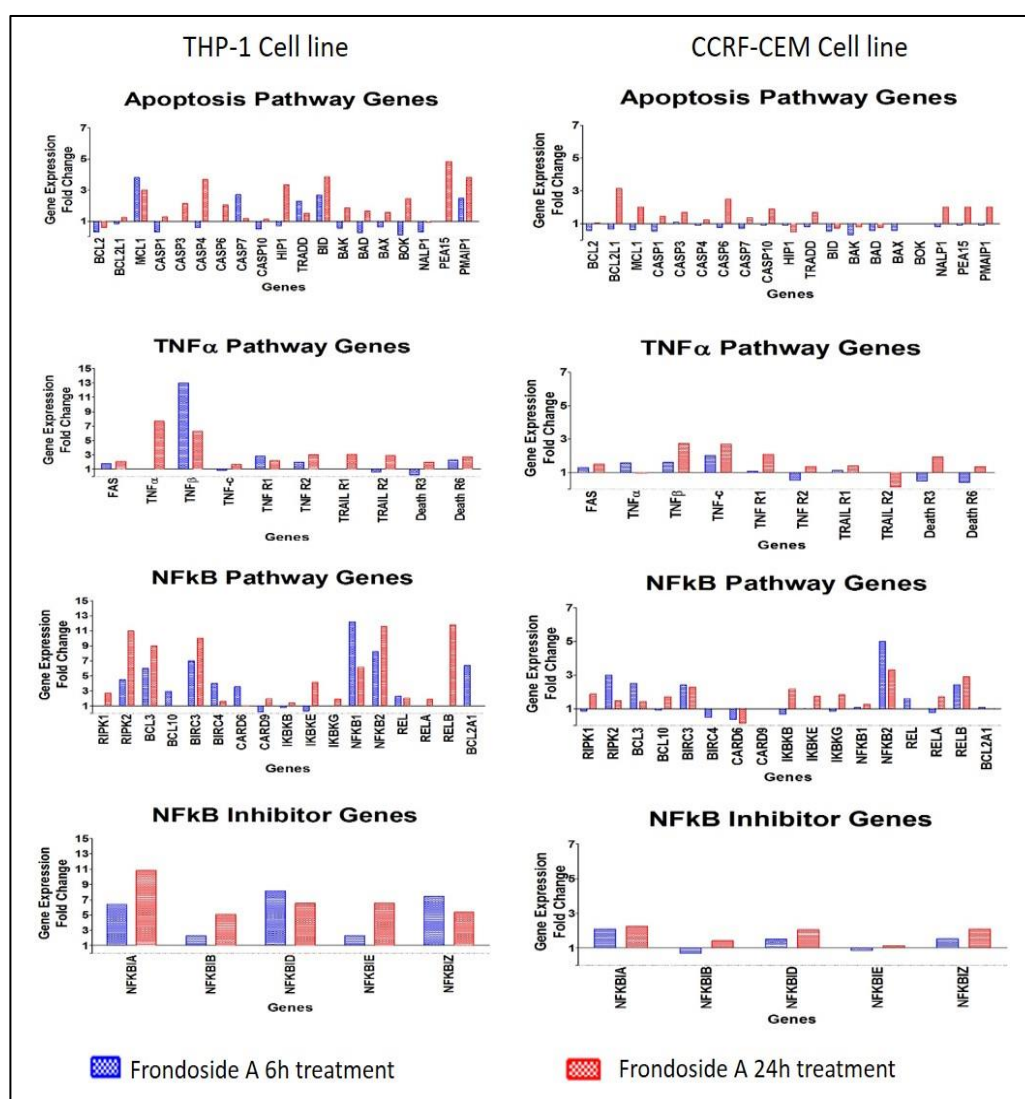 THP-1 Cell line
Apoptosis Pathway Genes
Gene Expression
Fold Change
7
5
3
1
BCL2
BCL2L1
MCL1
CASP1
CASP3
CASP4
CASP6
CASP7
CASP10
HIP1
TRADD
BID
BAK
BAD
BAX
BOK
NALP1
PEA15
PMAIP1
Genes
TNFα Pathway Genes
Gene Expression
Fold Change
15
13
11
9
7
5
3
1
FAS
TNFα
TNFβ
TNF-c
TNF R1
TNF R2
TRAIL R1
TRAIL R2
Death R3
Death R6
Genes
NFkB Pathway Genes
Gene Expression
Fold Change
15
13
11
9
7
5
3
1
RIPK1
RIPK2
BCL3
BCL10
BIRC3
BIRC4
CARD6
CARD9
IKBKB
IKBKE
IKBKG
NFKB1
NFKB2
REL
RELA
RELB
BCL2A1
Genes
NFkB Inhibitor Genes
Gene Expression
Fold Change
15
13
11
9
7
5
3
1
NFKBIA
NFKBIB
NFKBID
NFKBIE
NFKBIZ
Genes
CCRF-CEM Cell line
Apoptosis Pathway Genes
Gene Expression
Fold Change
7
5
3
1
BCL2
BCL2L1
MCL1
CASP1
CASP3
CASP4
CASP6
CASP7
CASP10
HIP1
TRADD
BID
BAK
BAD
BAX
BOK
NALP1
PEA15
PMAIP1
Genes
TNFα Pathway Genes
Gene Expression
Fold Change
7
5
3
1
FAS
TNFα
TNFβ
TNF-c
TNF R1
TNF R2
TRAIL R1
TRAIL R2
Death R3
Death R6
Genes
NFkB Pathway Genes
Gene Expression
Fold Change
7
5
3
1
RIPK1
RIPK2
BCL3
BCL10
BIRC3
BIRC4
CARD6
CARD9
IKBKB
IKBKE
IKBKG
NFKB1
NFKB2
REL
RELA
RELB
BCL2A1
Genes
NFkB Inhibitor Genes
Gene Expression
Fold Change
7
5
3
1
NFKBIA
NFKBIB
NFKBID
NFKBIE
NFKBIZ
Genes
Frondoside A 6h treatment
Frondoside A 24h treatment